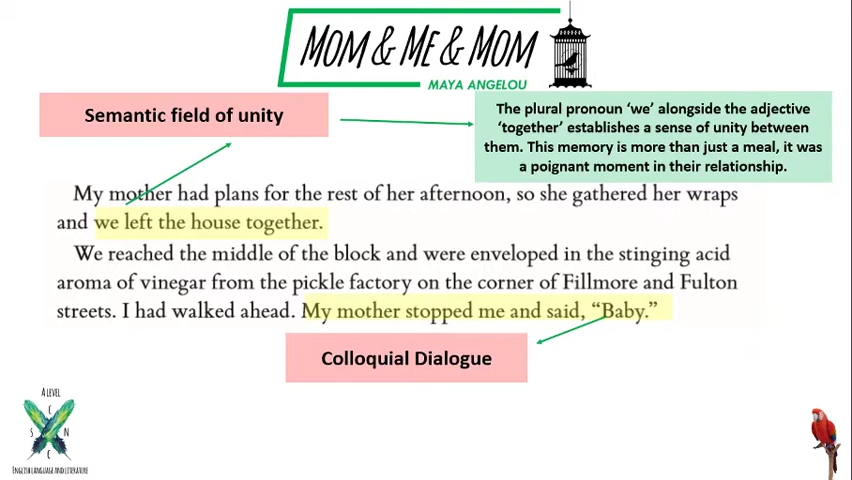 MOM & ME & MOM
MAYA ANGELOU
Semantic field of unity
The plural pronoun ‘we’ alongside the adjective
‘together’ establishes a sense of unity between
them. This memory is more than just a meal, it was
a poignant moment in their relationship.
My mother had plans for the rest of her afternoon, so she gathered her wraps
and we left the house together.
We reached the middle of the block and were enveloped in the stinging acid
aroma of vinegar from the pickle factory on the corner of Fillmore and Fulton
streets. I had walked ahead. My mother stopped me and said, “Baby.”
Colloquial Dialogue
A LEVEL
C
S N
C
ENGLISH LANGUAGE AND LITERATURE